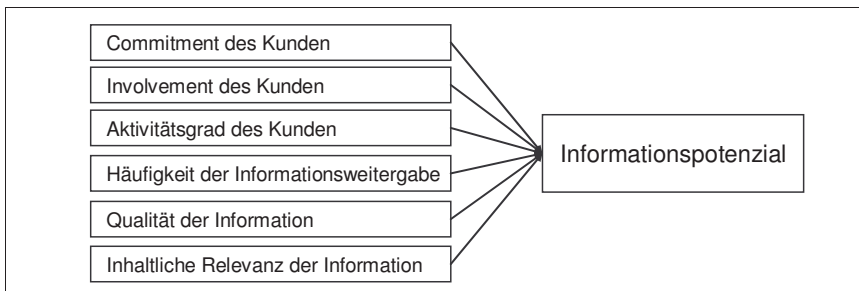 Commitment des Kunden
Involvement des Kunden
Aktivitätsgrad des Kunden
Häufigkeit der Informationsweitergabe
Qualität der Information
Inhaltliche Relevanz der Information
Informationspotenzial